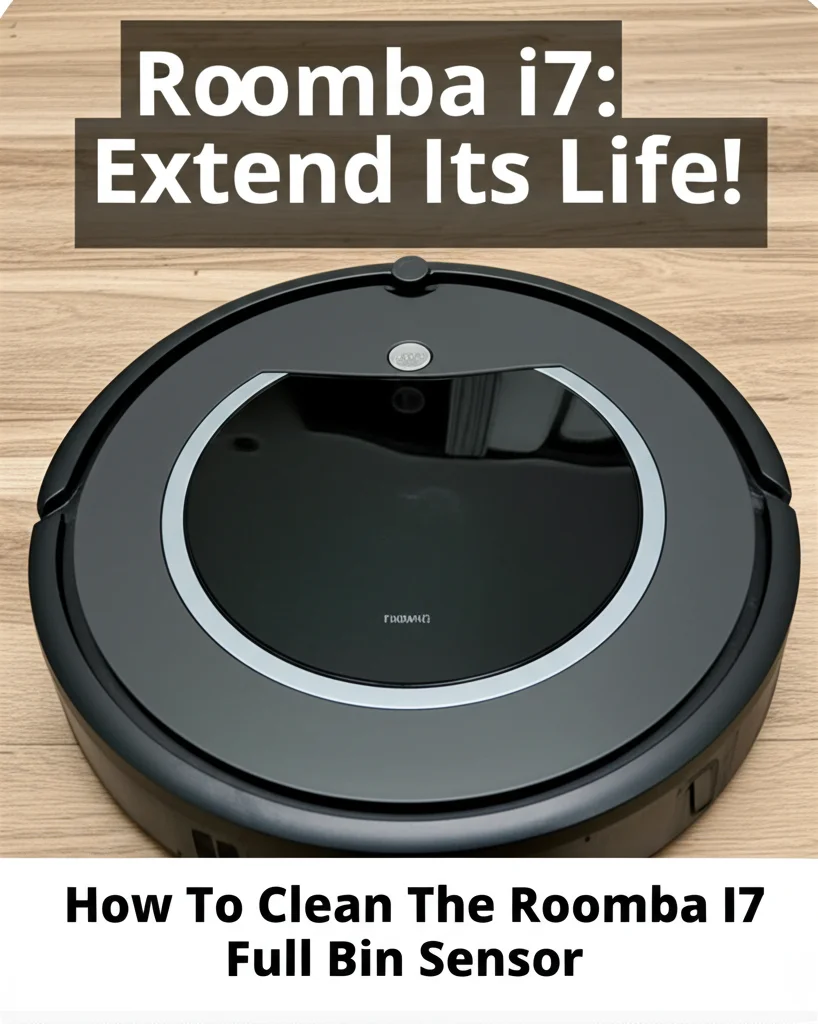 Roomba i7:
Extend Its Life!
How To Clean The Roomba I7
Full Bin Sensor